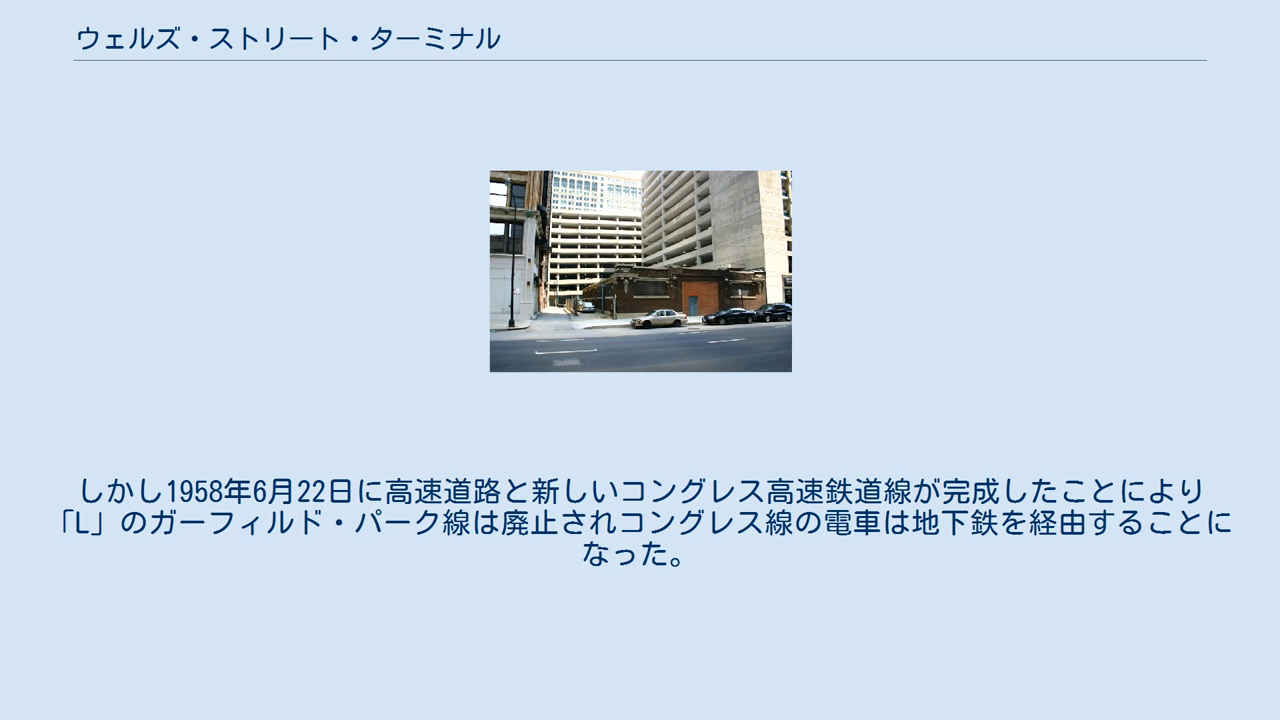 ウェルズ・ストリート・ターミナル
しかし1958年6月22日に高速道路と新しいコングレス高速鉄道線が完成したことにより
「L」のガーフィルド・パーク線は廃止されコングレス線の電車は地下鉄を経由することに
なった。